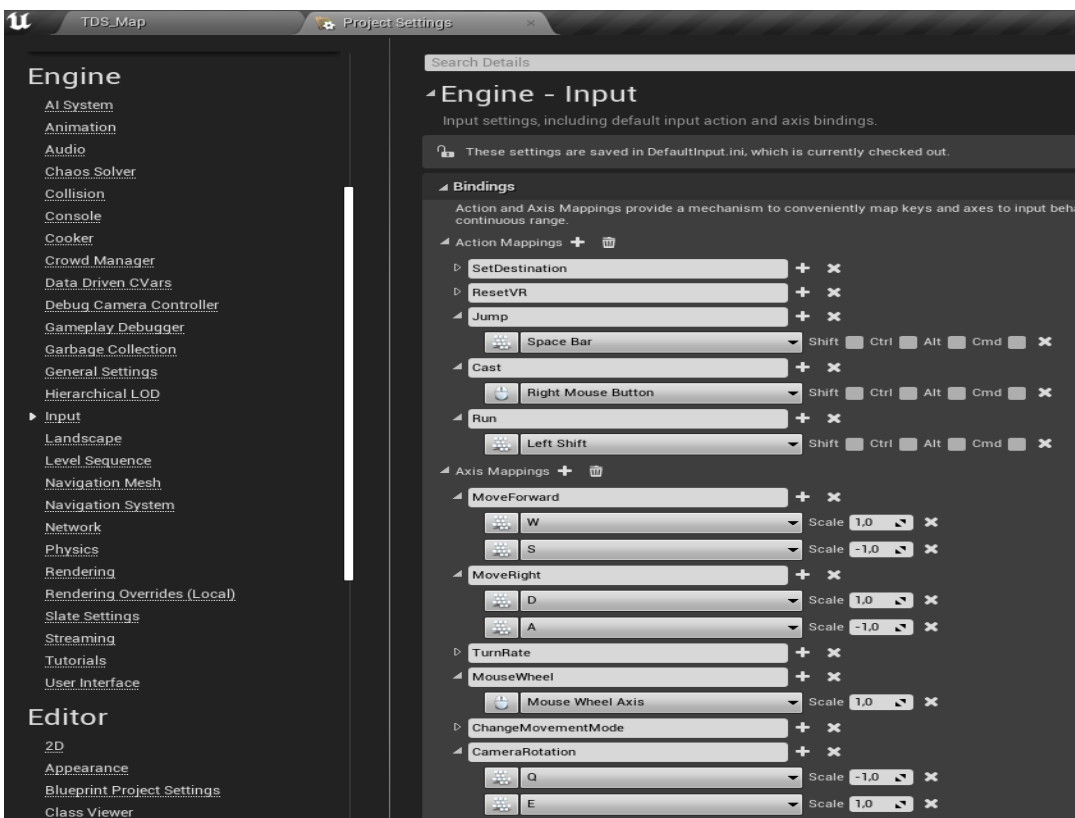 TDS_Map
Project Settings
Engine
AI System
Animation
Audio
Chaos Solver
Collision
Console
Cooker
Crowd Manager
Data Driven CVars
Debug Camera Controller
Gameplay Debugger
Garbage Collection
General Settings
Hierarchical LOD
Input
Landscape
Level Sequence
Navigation Mesh
Navigation System
Network
Physics
Rendering
Rendering Overrides (Local)
Slate Settings
Streaming
Tutorials
User Interface
Editor
2D
Appearance
Blueprint Project Settings
Class Viewer
Search Details
Engine - Input
Input settings, including default input action and axis bindings.
These settings are saved in DefaultInput.ini, which is currently checked out.
Bindings
Action and Axis Mappings provide a mechanism to conveniently map keys and axes to input beh
continuous range.
Action Mappings
SetDestination
ResetVR
Jump
Space Bar Shift Ctrl Alt Cmd
Cast
Right Mouse Button Shift Ctrl Alt Cmd
Run
Left Shift Shift Ctrl Alt Cmd
Axis Mappings
MoveForward
W Scale 1,0
S Scale -1,0
MoveRight
D Scale 1,0
A Scale -1,0
TurnRate
MouseWheel
Mouse Wheel Axis Scale 1,0
ChangeMovementMode
CameraRotation
Q Scale -1,0
E Scale 1,0